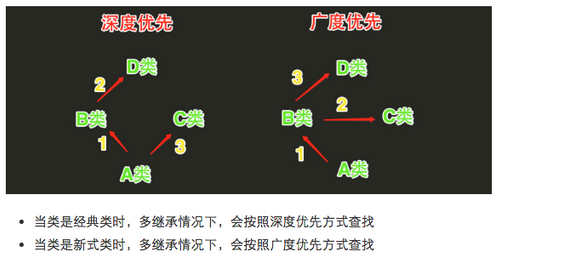 深度优先 广度优先
D类 D类
2 3
B类 C类 B类 2 C类
1 3 1
A类 A类
当类是经典类时，多继承情况下，会按照深度优先方式查找
当类是新式类时，多继承情况下，会按照广度优先方式查找